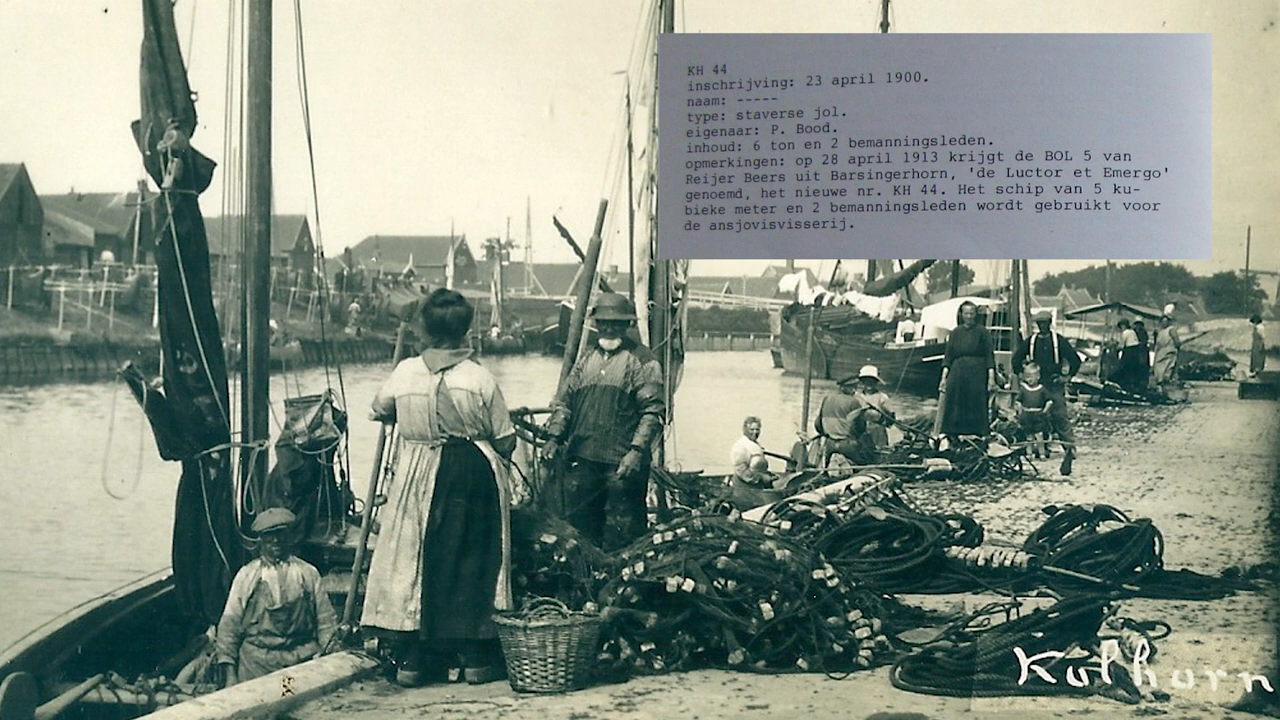 KH 44
inschrijving: 23 april 1900.
naam: -----
type: staverse jol.
eigenaar: P. Bood.
inhoud: 6 ton en 2 bemanningsleden.
opmerkingen: op 28 april 1913 krijgt de BOL 5 van
Reijer Beers uit Barsingerhorn, 'de Luctor et Emergo'
genoemd, het nieuwe nr. KH 44. Het schip van 5 ku-
bieke meter en 2 bemanningsleden wordt gebruikt voor
de ansjovisvisserij.
Kolhorn